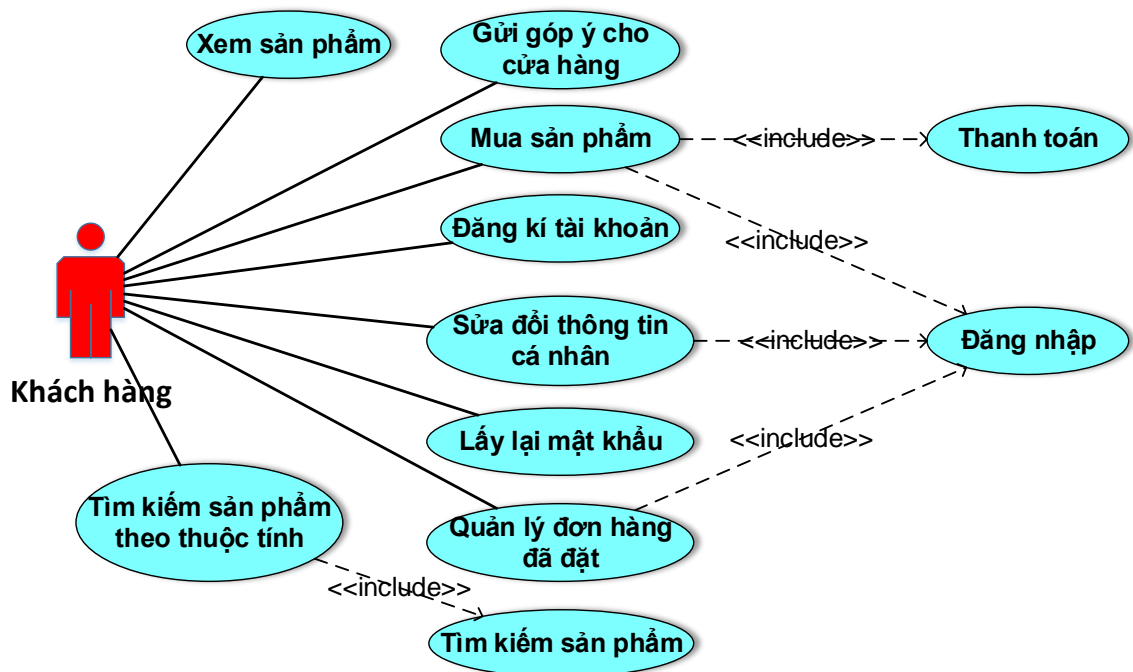 Xem sản phẩm
Gửi góp ý cho
cửa hàng
Mua sản phẩm
<<include>>
Thanh toán
Đăng kí tài khoản
<<include>>
Sửa đổi thông tin
cá nhân
<<include>>
Đăng nhập
Khách hàng
Lấy lại mật khẩu
<<include>>
Tìm kiếm sản phẩm
theo thuộc tính
Quản lý đơn hàng
đã đặt
<<include>>
Tìm kiếm sản phẩm